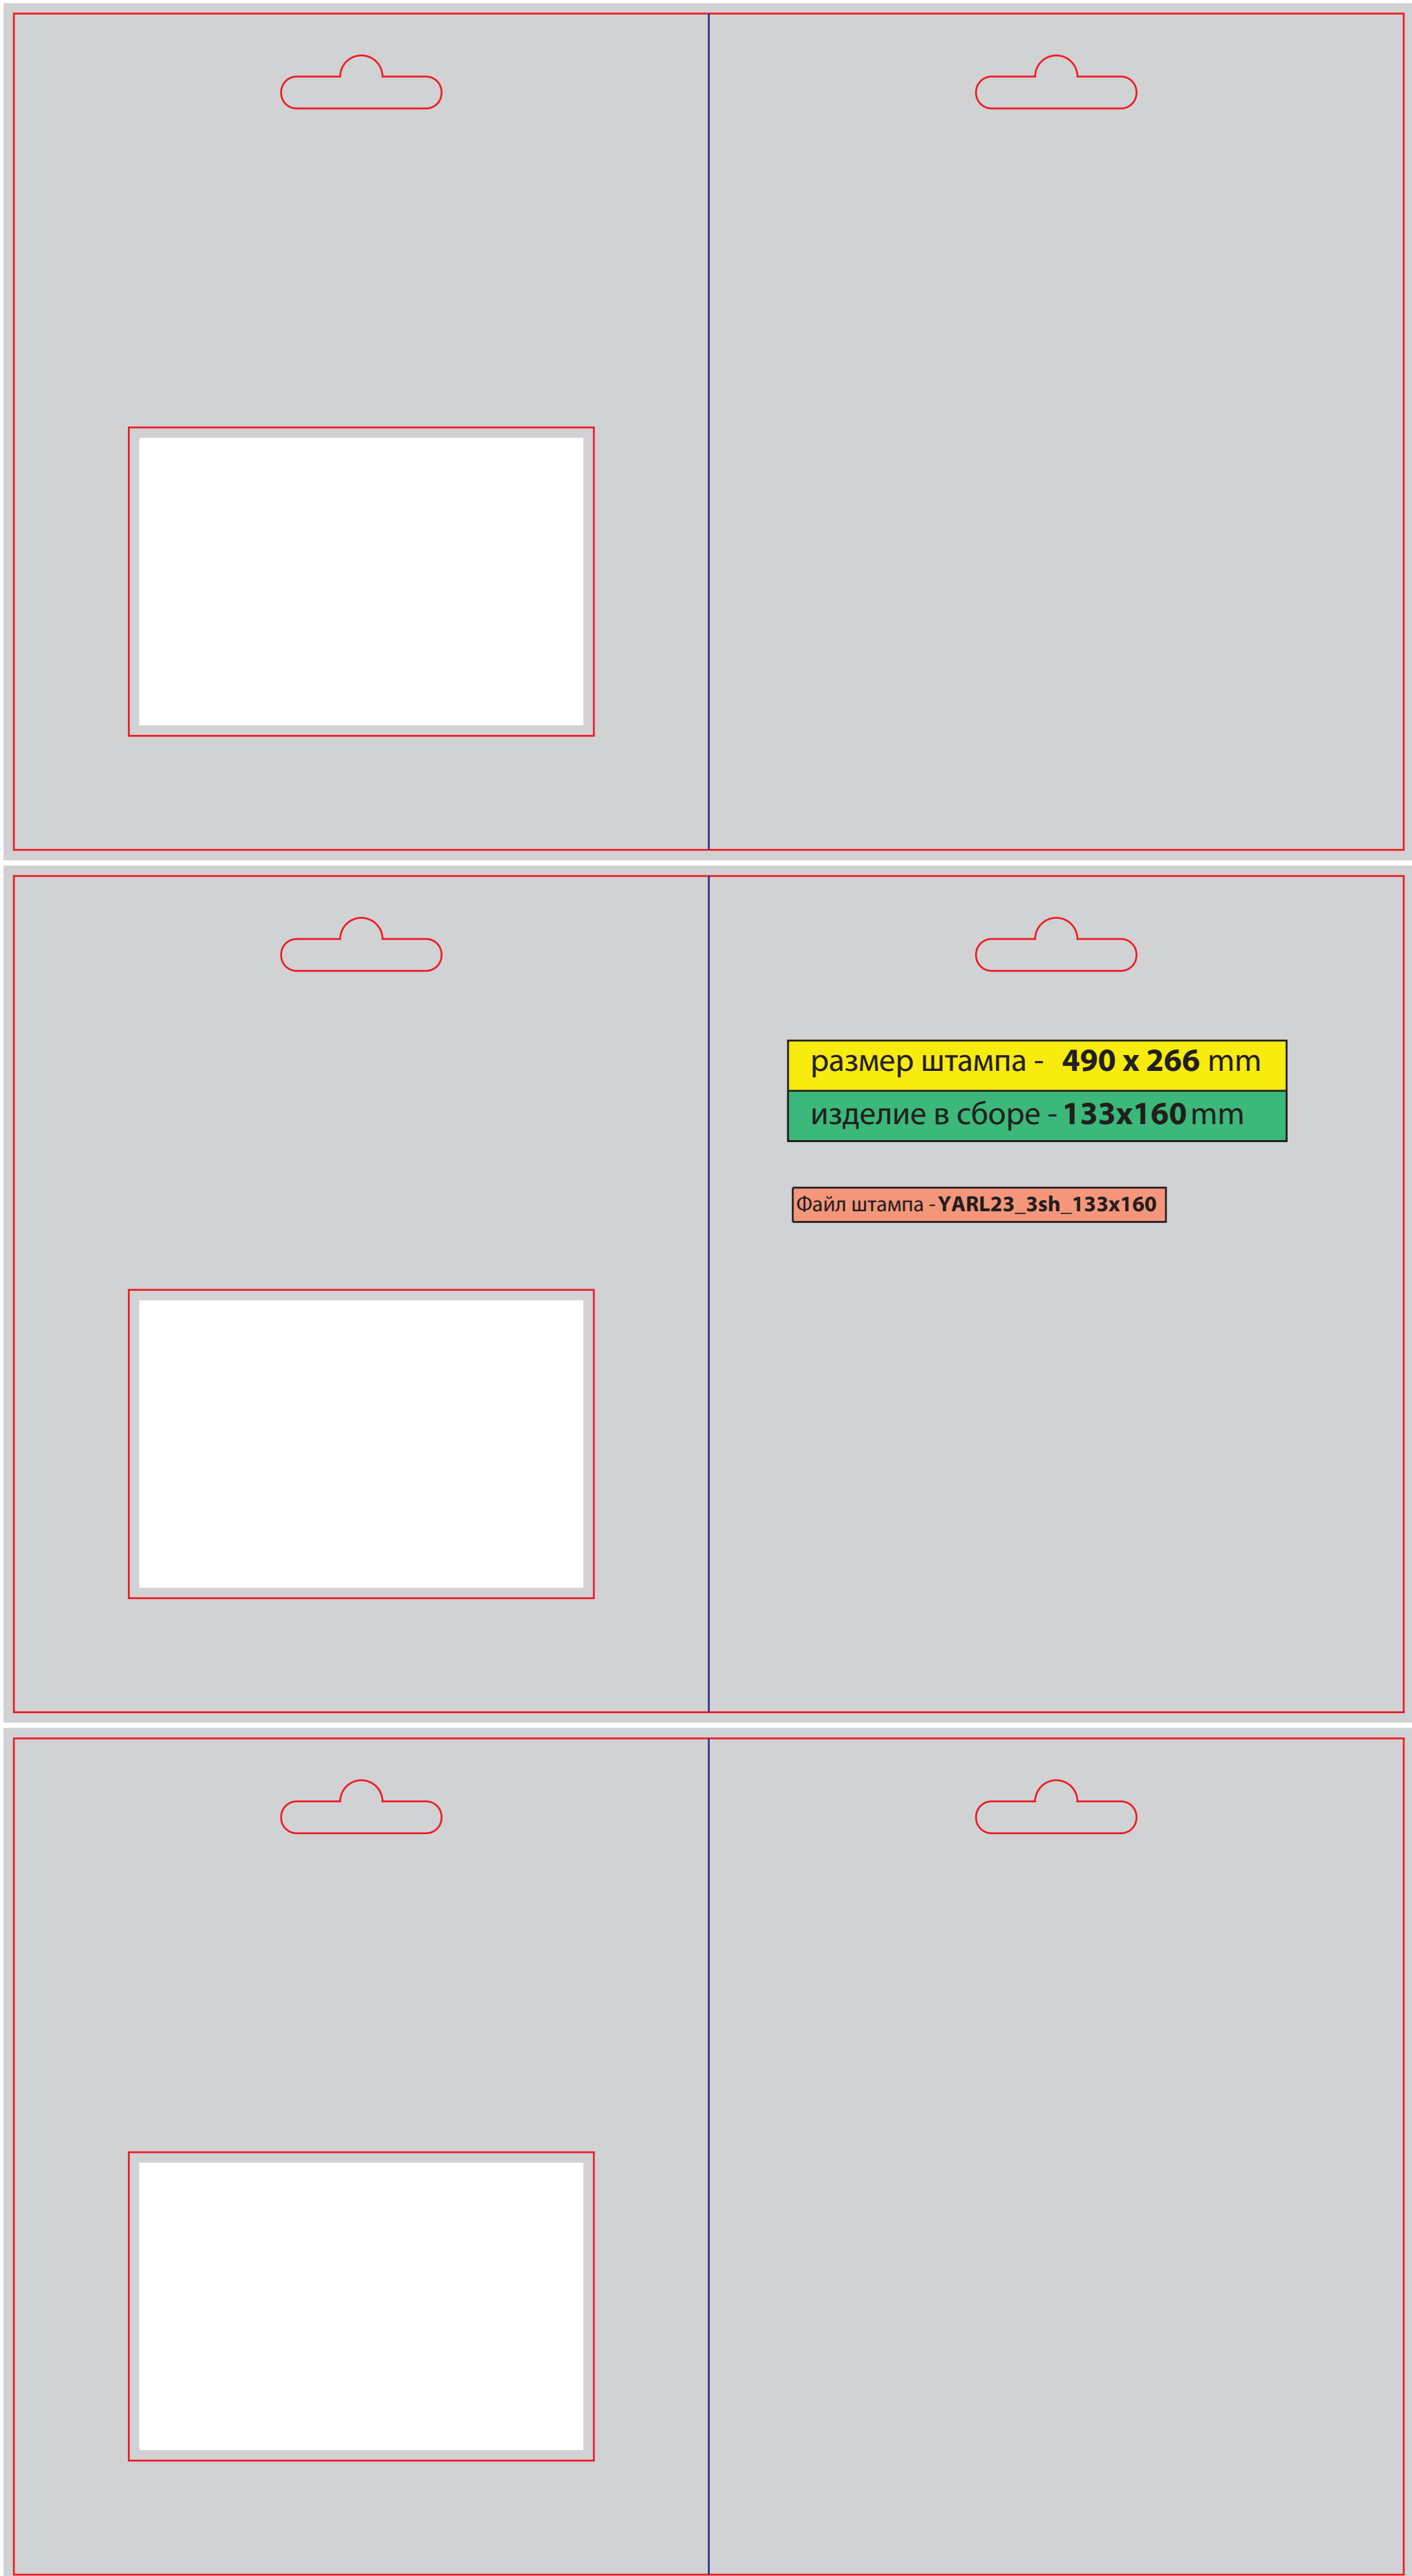 размер штампа - 490 x 266 mm
изделие в сборе - 133x160 mm
Файл штампа - YARL23_3sh_133x160